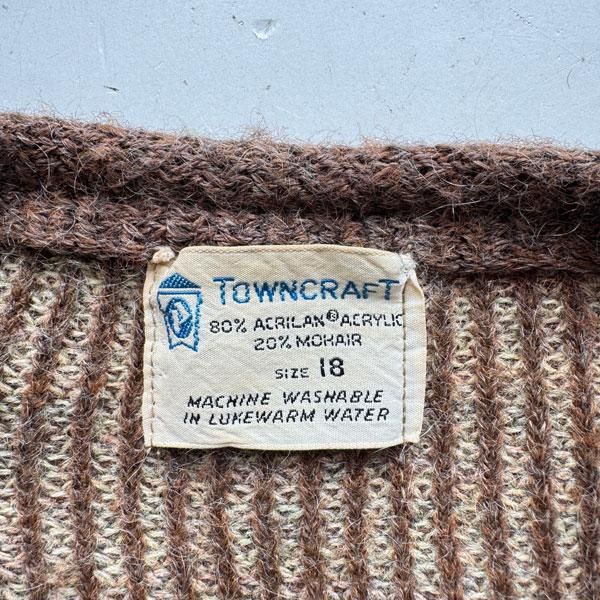 TOWNCRAFT
80% ACRILAN® ACRYLIC
20% MOHAIR
SIZE 18
MACHINE WASHABLE
IN LUKEWARM WATER